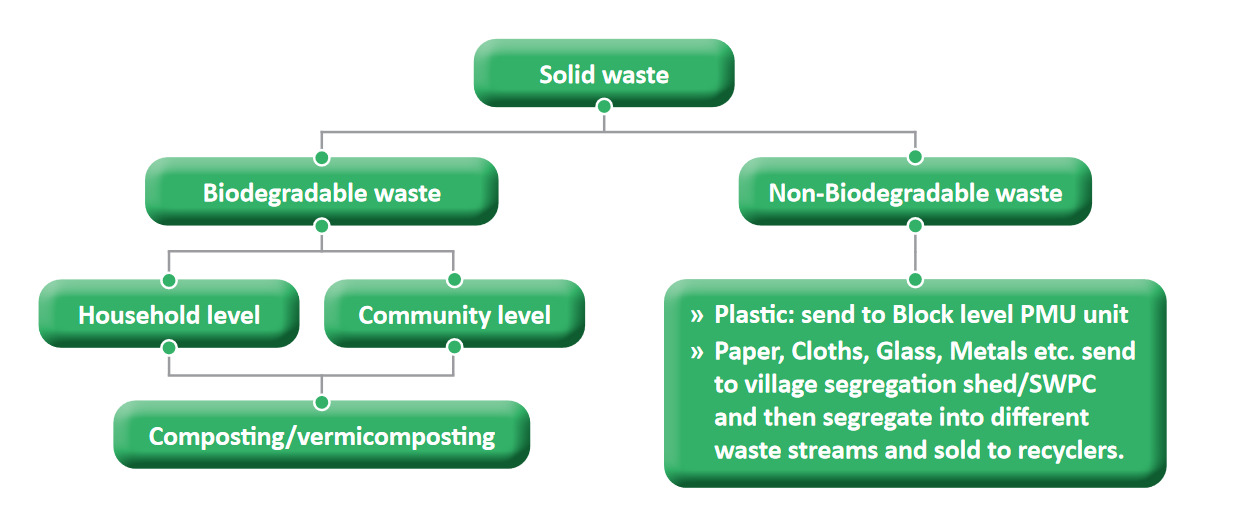 Solid waste
Biodegradable waste
Non-Biodegradable waste
Household level
Community level
Composting/vermicomposting
» Plastic: send to Block level PMU unit
» Paper, Cloths, Glass, Metals etc. send
to village segregation shed/SWPC
and then segregate into different
waste streams and sold to recyclers.